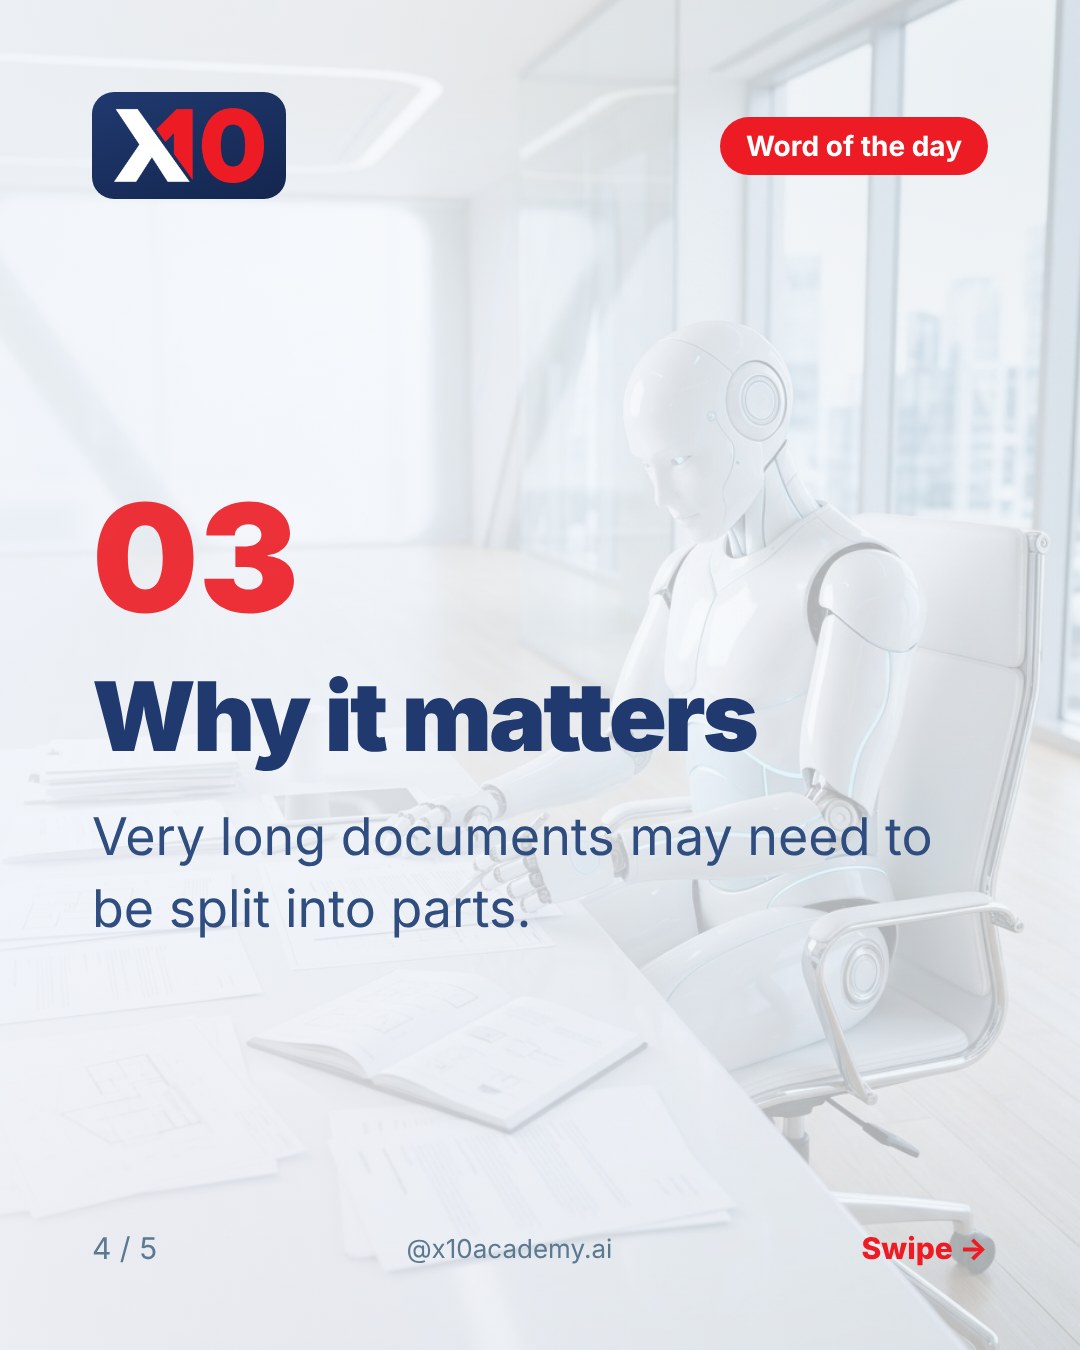 X10
Word of the day
03
Why it matters
Very long documents may need to
be split into parts.
4 / 5
@x10academy.ai
Swipe →